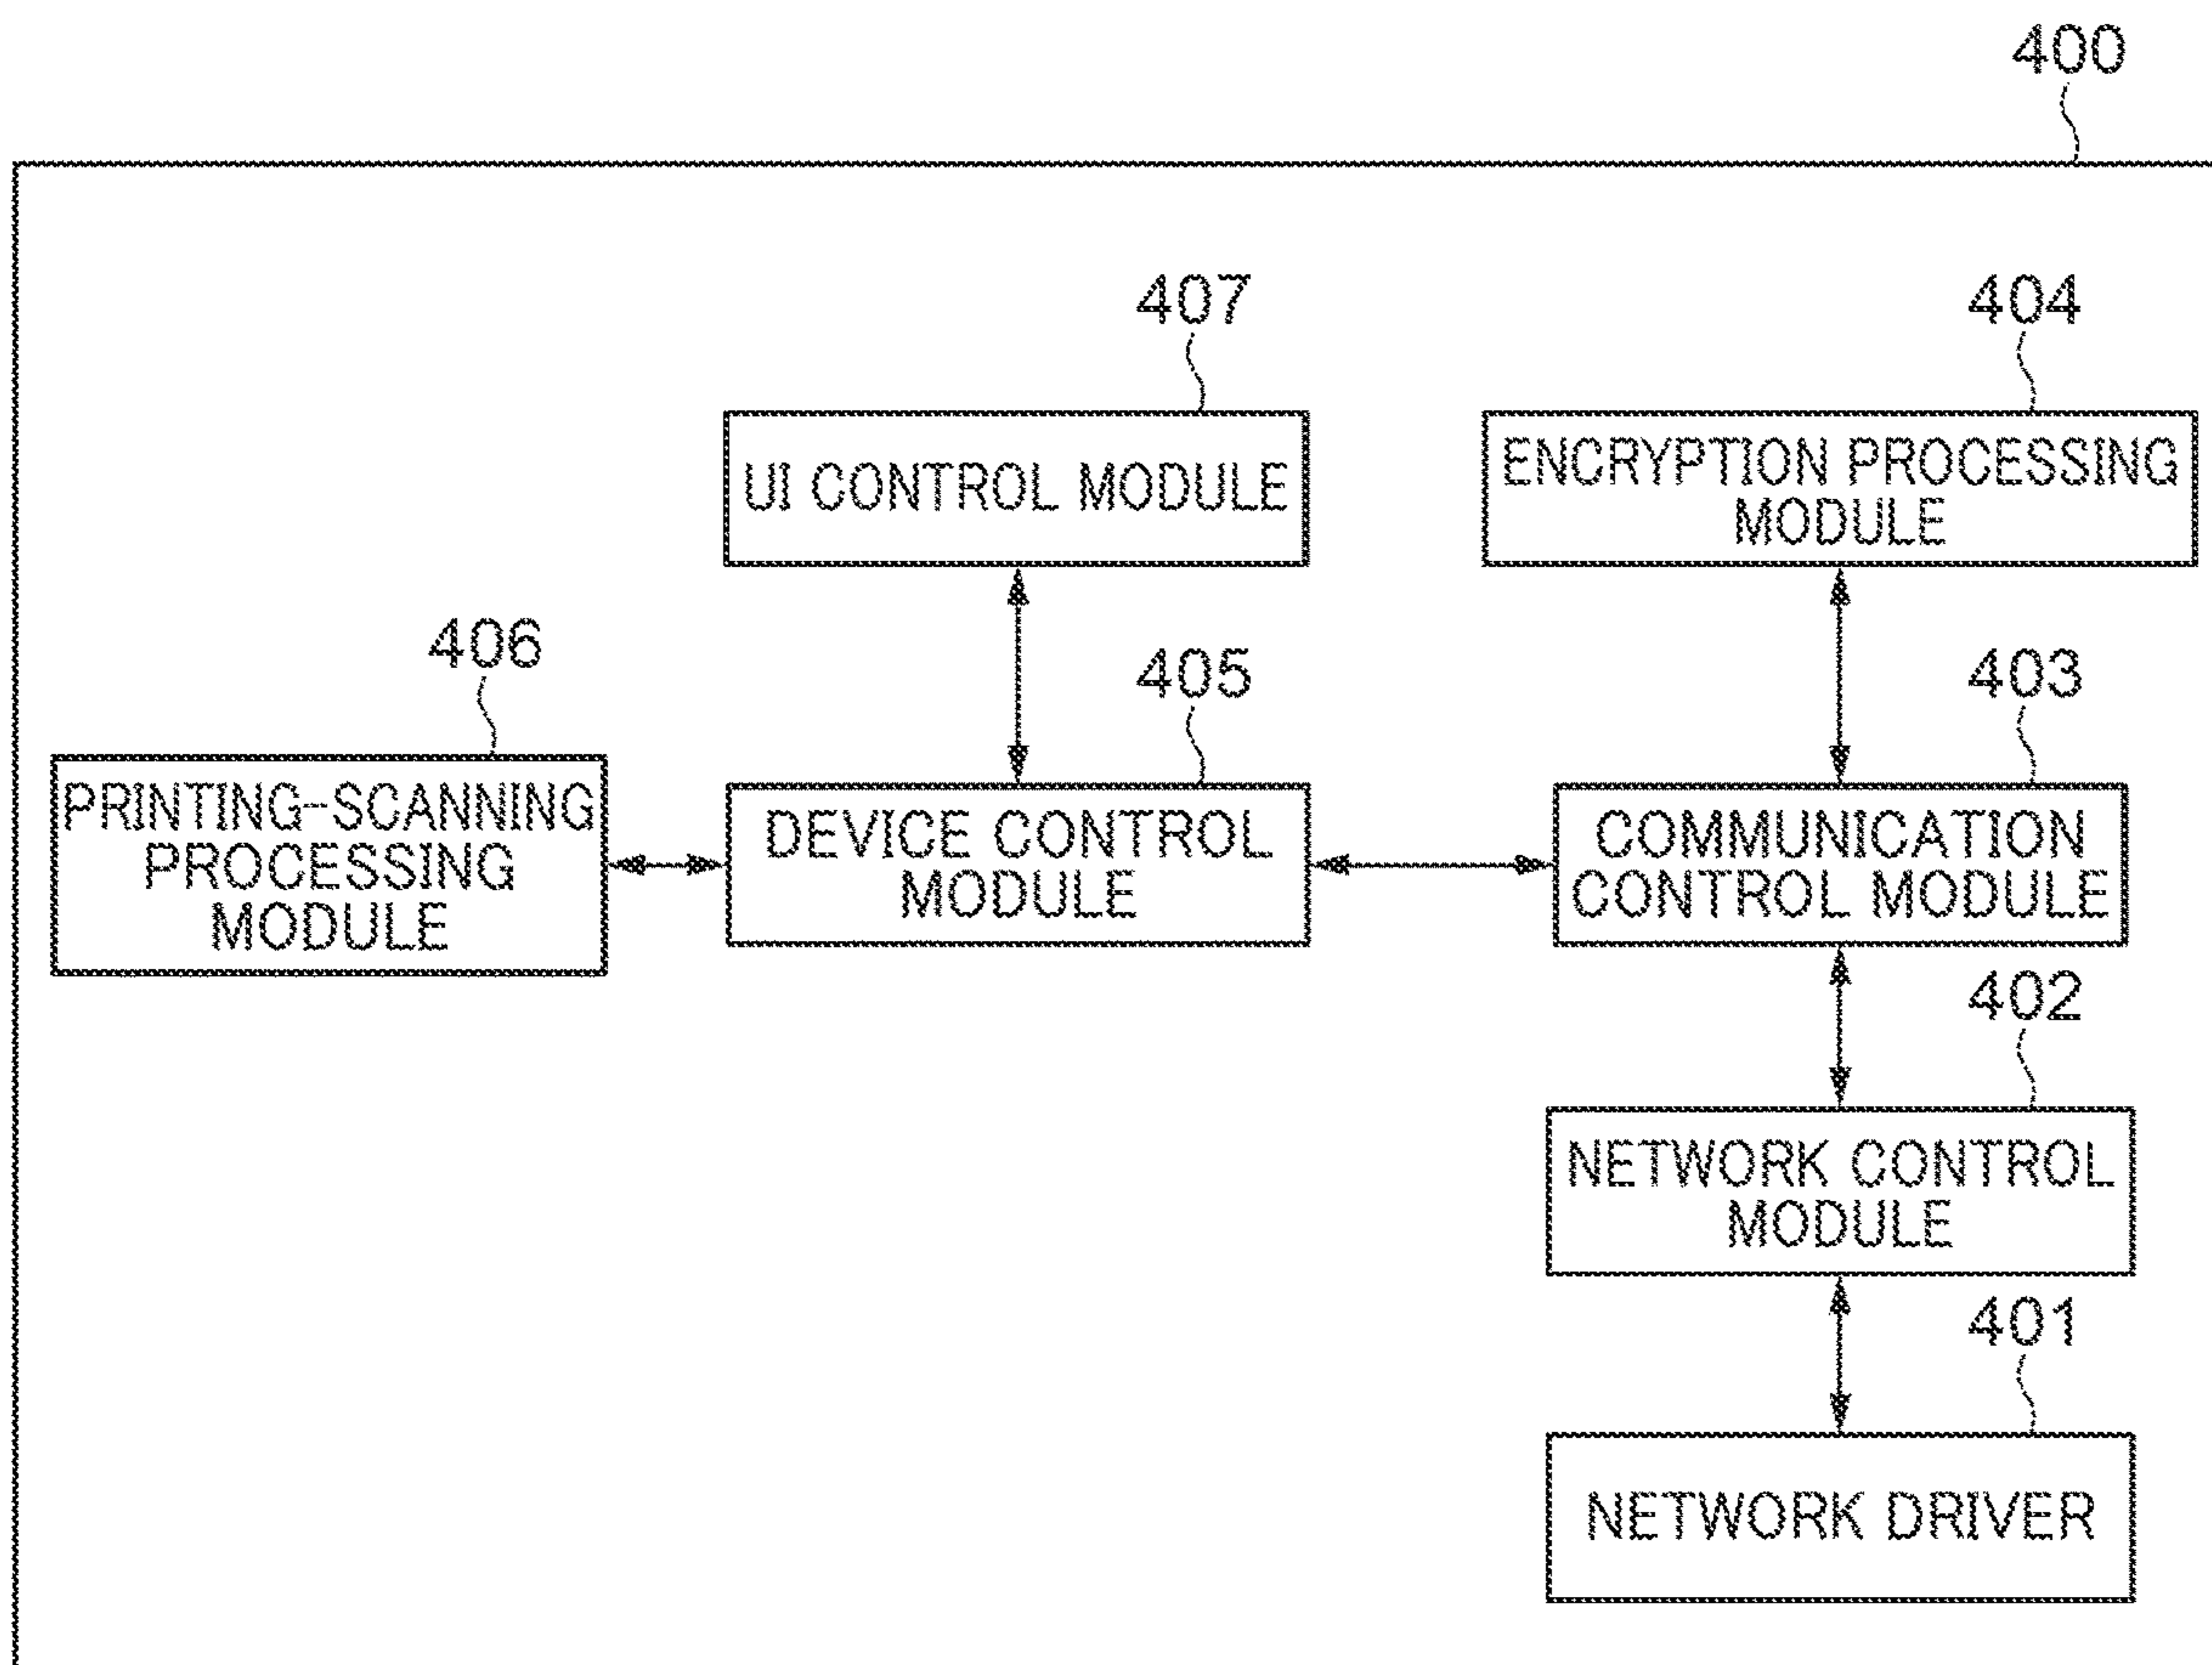 400
407
404
UI CONTROL MODULE
ENCRYPTION PROCESSING
MODULE
406
405
403
PRINTING-SCANNING
PROCESSING
MODULE
DEVICE CONTROL
MODULE
COMMUNICATION
CONTROL MODULE
402
NETWORK CONTROL
MODULE
401
NETWORK DRIVER